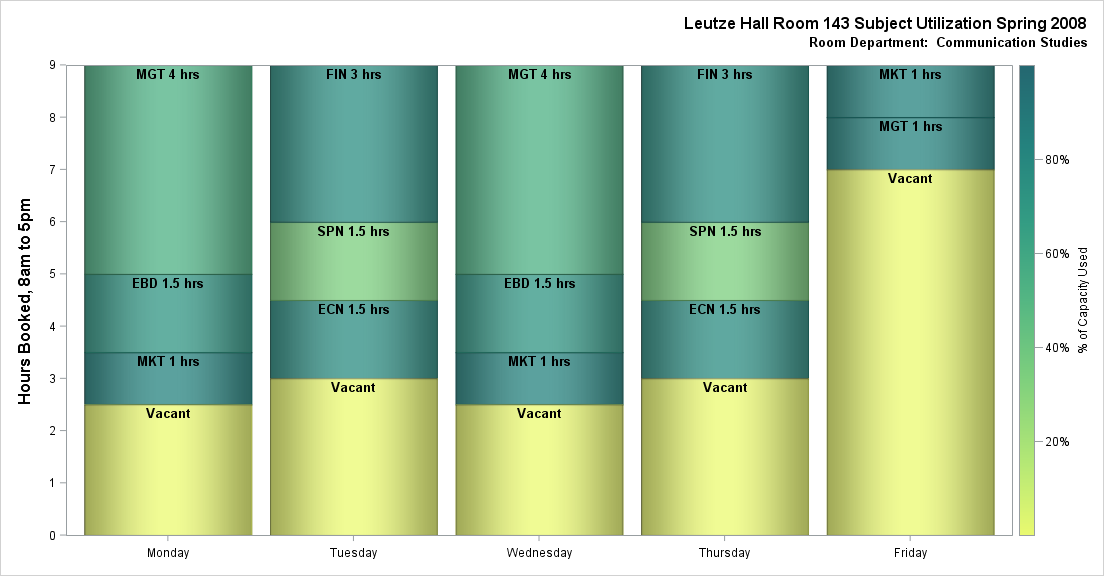 Leutze Hall Room 143 Subject Utilization Spring 2008
Room Department:  Communication Studies
Hours Booked, 8am to 5pm
9
8
7
6
5
4
3
2
1
0
MGT 4 hrs
EBD 1.5 hrs
MKT 1 hrs
Vacant
Monday
FIN 3 hrs
SPN 1.5 hrs
ECN 1.5 hrs
Vacant
Tuesday
MGT 4 hrs
EBD 1.5 hrs
MKT 1 hrs
Vacant
Wednesday
FIN 3 hrs
SPN 1.5 hrs
ECN 1.5 hrs
Vacant
Thursday
MKT 1 hrs
MGT 1 hrs
Vacant
Friday
80%
60%
40%
20%
% of Capacity Used